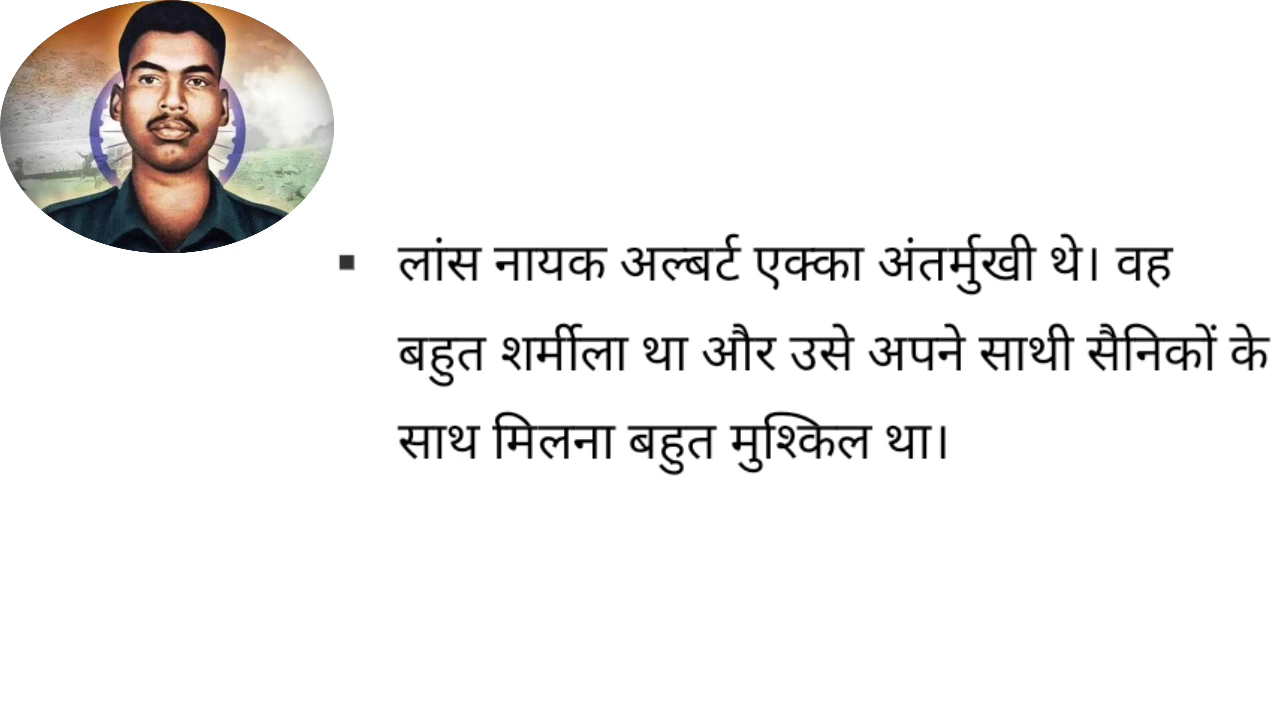 ▪ लांस नायक अल्बर्ट एक्का अंतर्मुखी थे। वह
बहुत शर्मीला था और उसे अपने साथी सैनिकों के
साथ मिलना बहुत मुश्किल था।